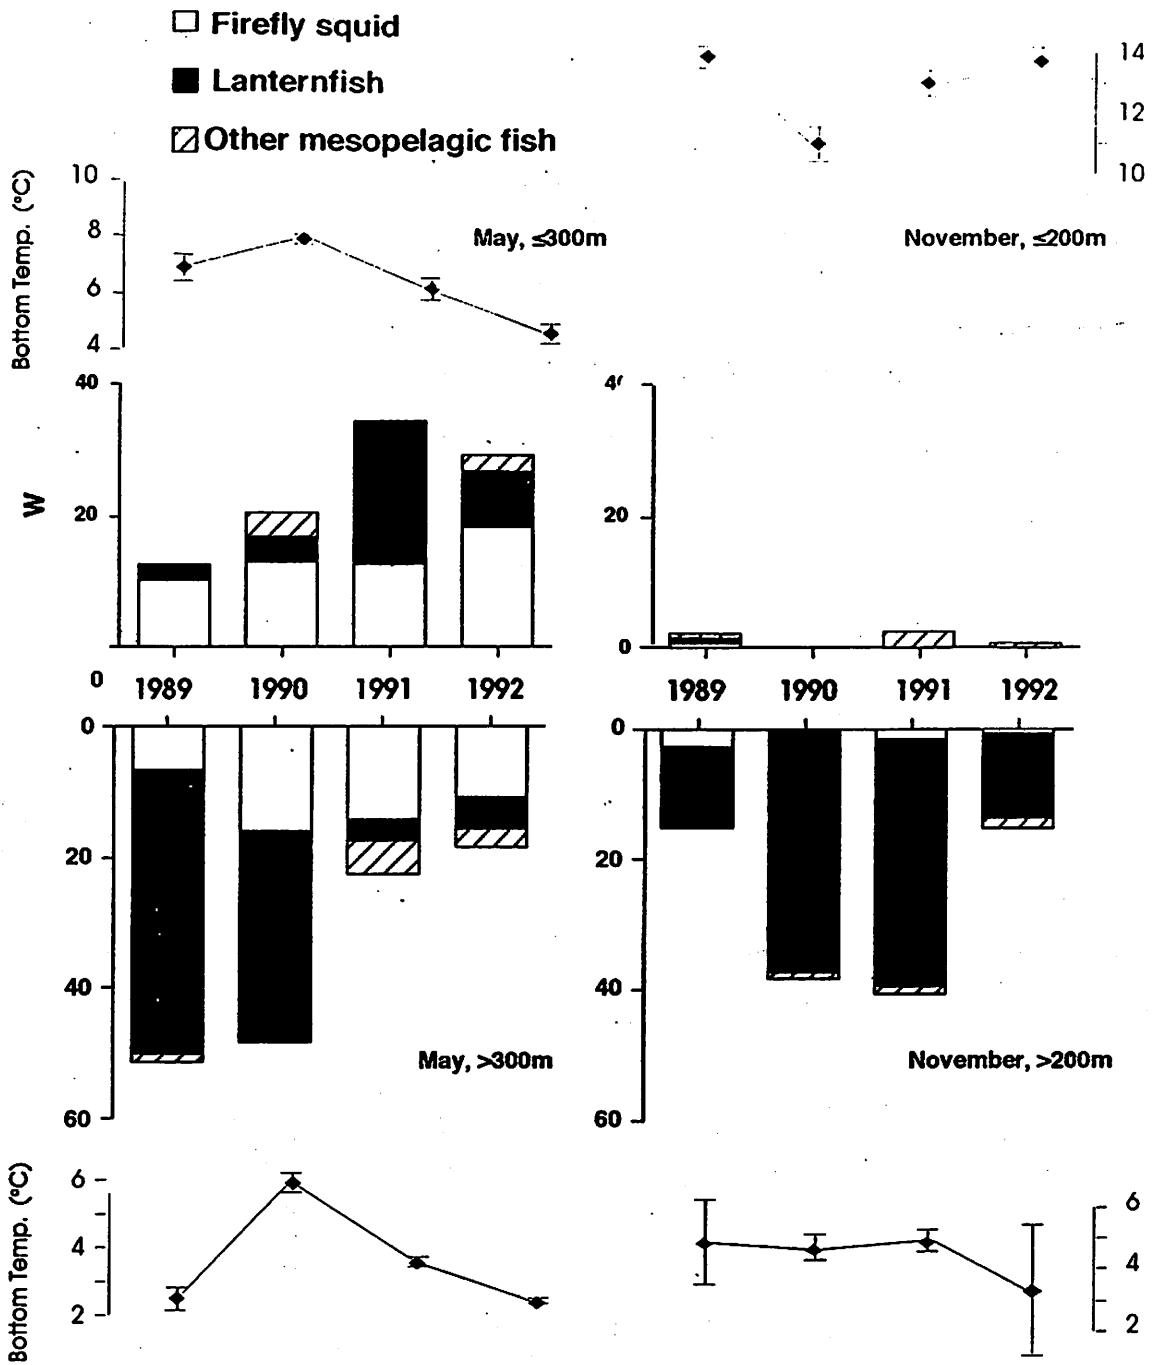 Firefly squid
Lanternfish
Other mesopelagic fish
14
12
10
November, ≤200m
Bottom Temp. (°C)
10
8
6
4
May, ≤300m
W
40
20
0
1989 1990 1991 1992
20
0
1989 1990 1991 1992
0
20
40
60
May, >300m
0
20
40
60
November, >200m
Bottom Temp. (°C)
6
4
2
6
4
2